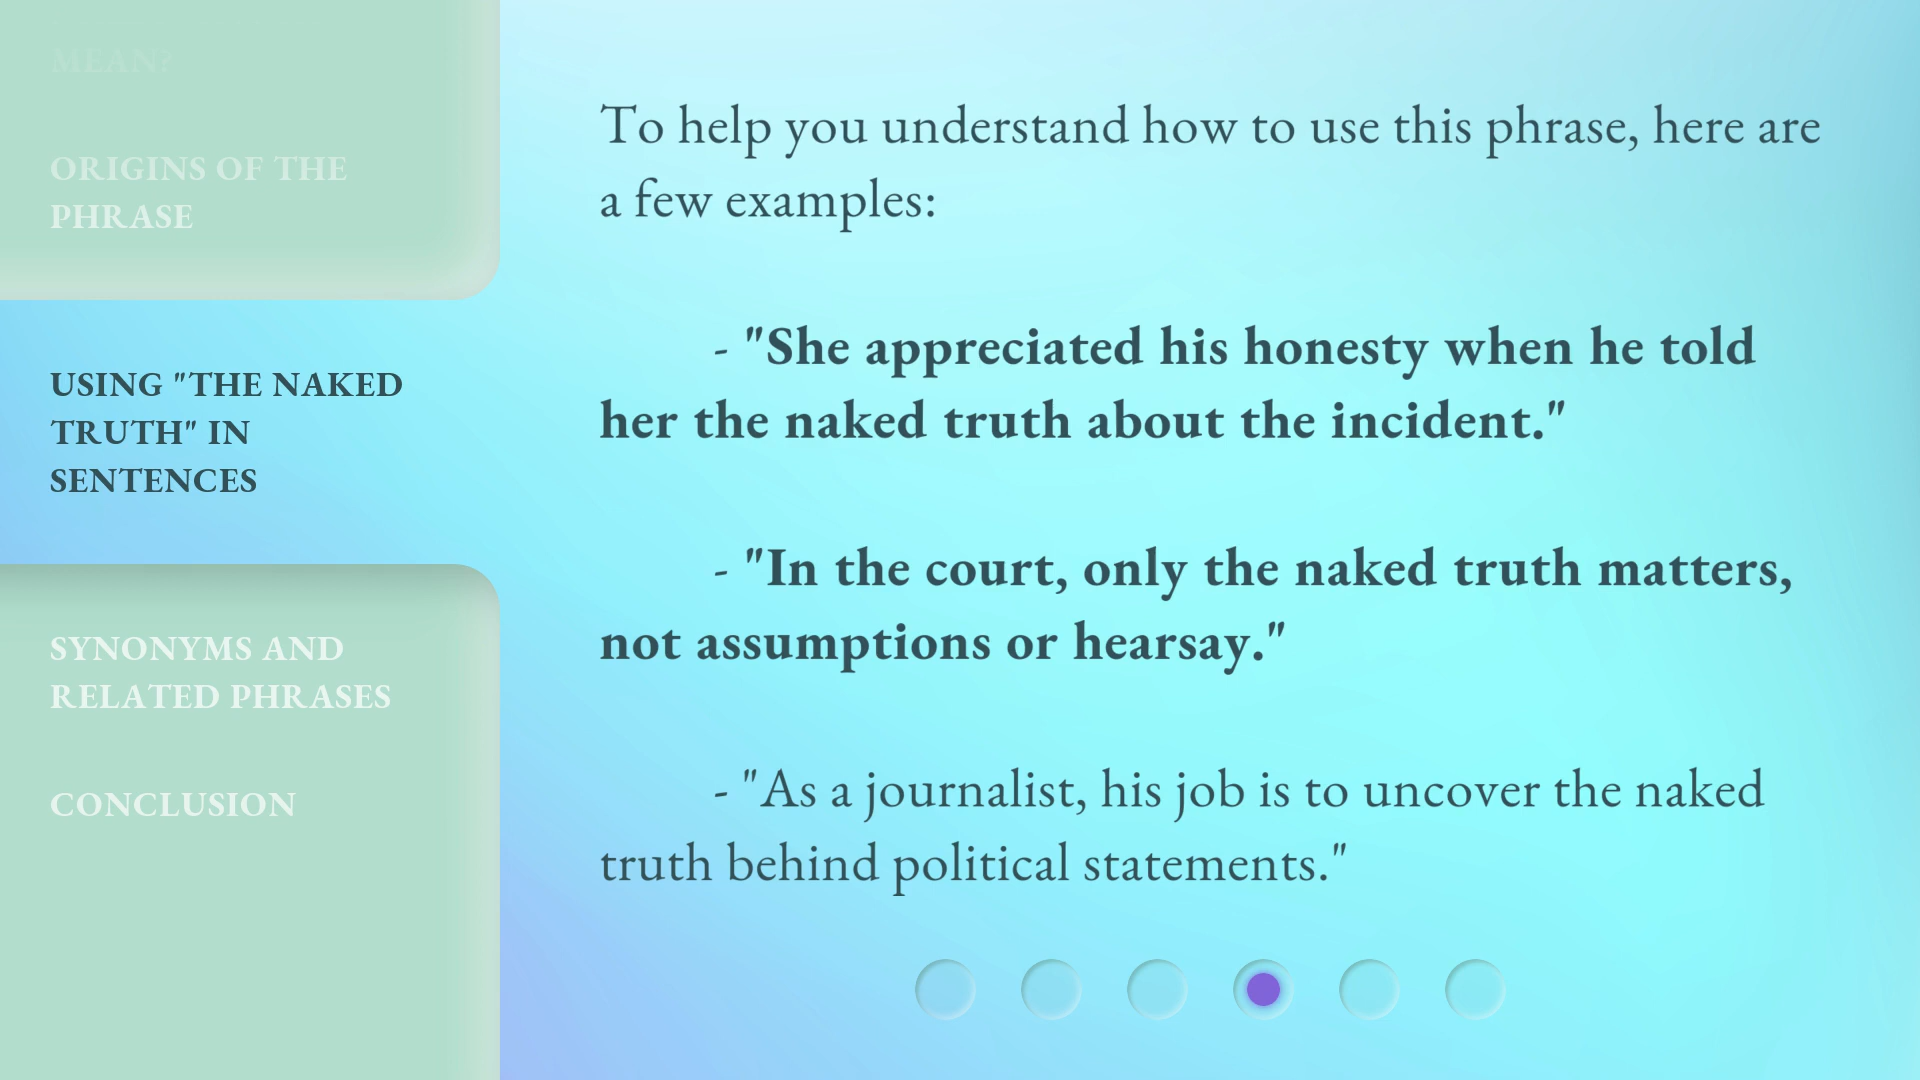 MEAN?
ORIGINS OF THE
PHRASE
USING "THE NAKED
TRUTH" IN
SENTENCES
SYNONYMS AND
RELATED PHRASES
CONCLUSION
To help you understand how to use this phrase, here are
a few examples:
- "She appreciated his honesty when he told
her the naked truth about the incident."
- "In the court, only the naked truth matters,
not assumptions or hearsay."
- "As a journalist, his job is to uncover the naked
truth behind political statements."